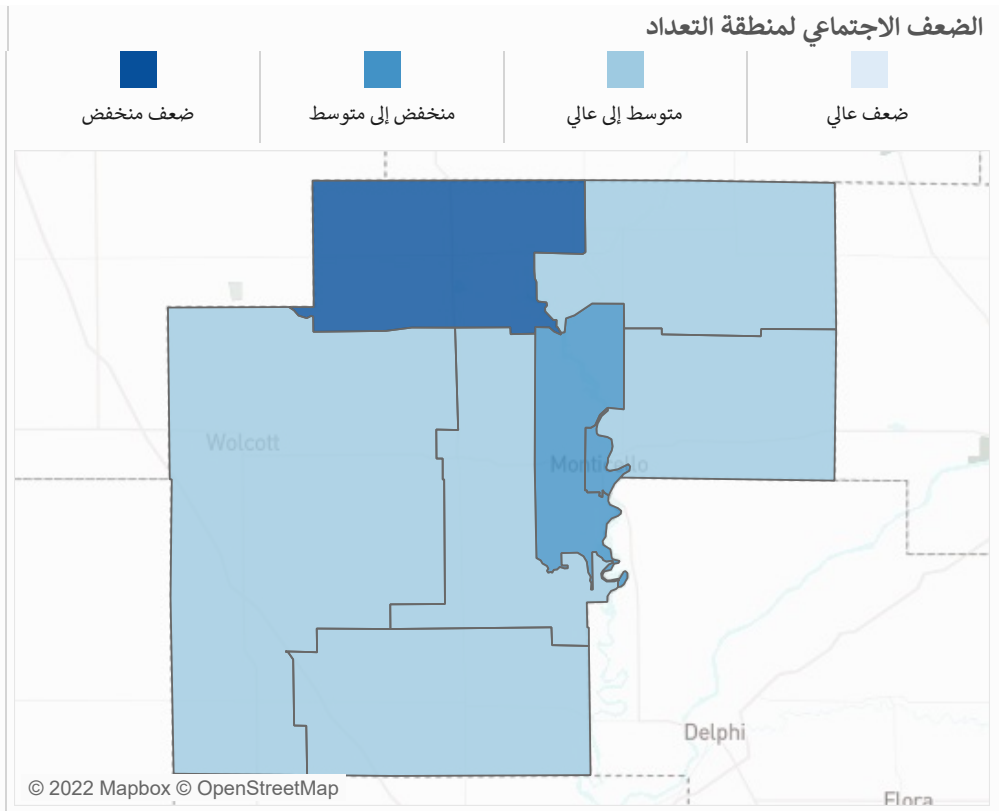 الضعف الاجتماعي لمنطقة التعداد
ضعف عالي
متوسط إلى عالي
منخفض إلى متوسط
ضعف منخفض
Wolcott
Monticello
Delphi
Flora
© 2022 Mapbox © OpenStreetMap